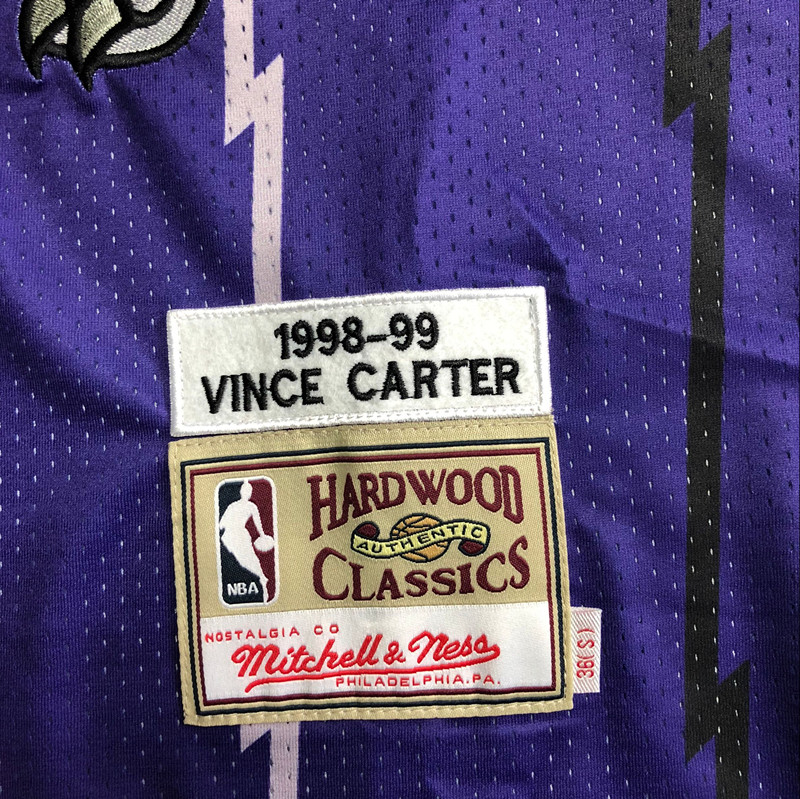 1998-99
VINCE CARTER
HARDWOOD
AUTHENTIC
CLASSICS
NBA
NOSTALGIA CO
Mitchell & Ness
PHILADELPHIA.PA.
36(S)